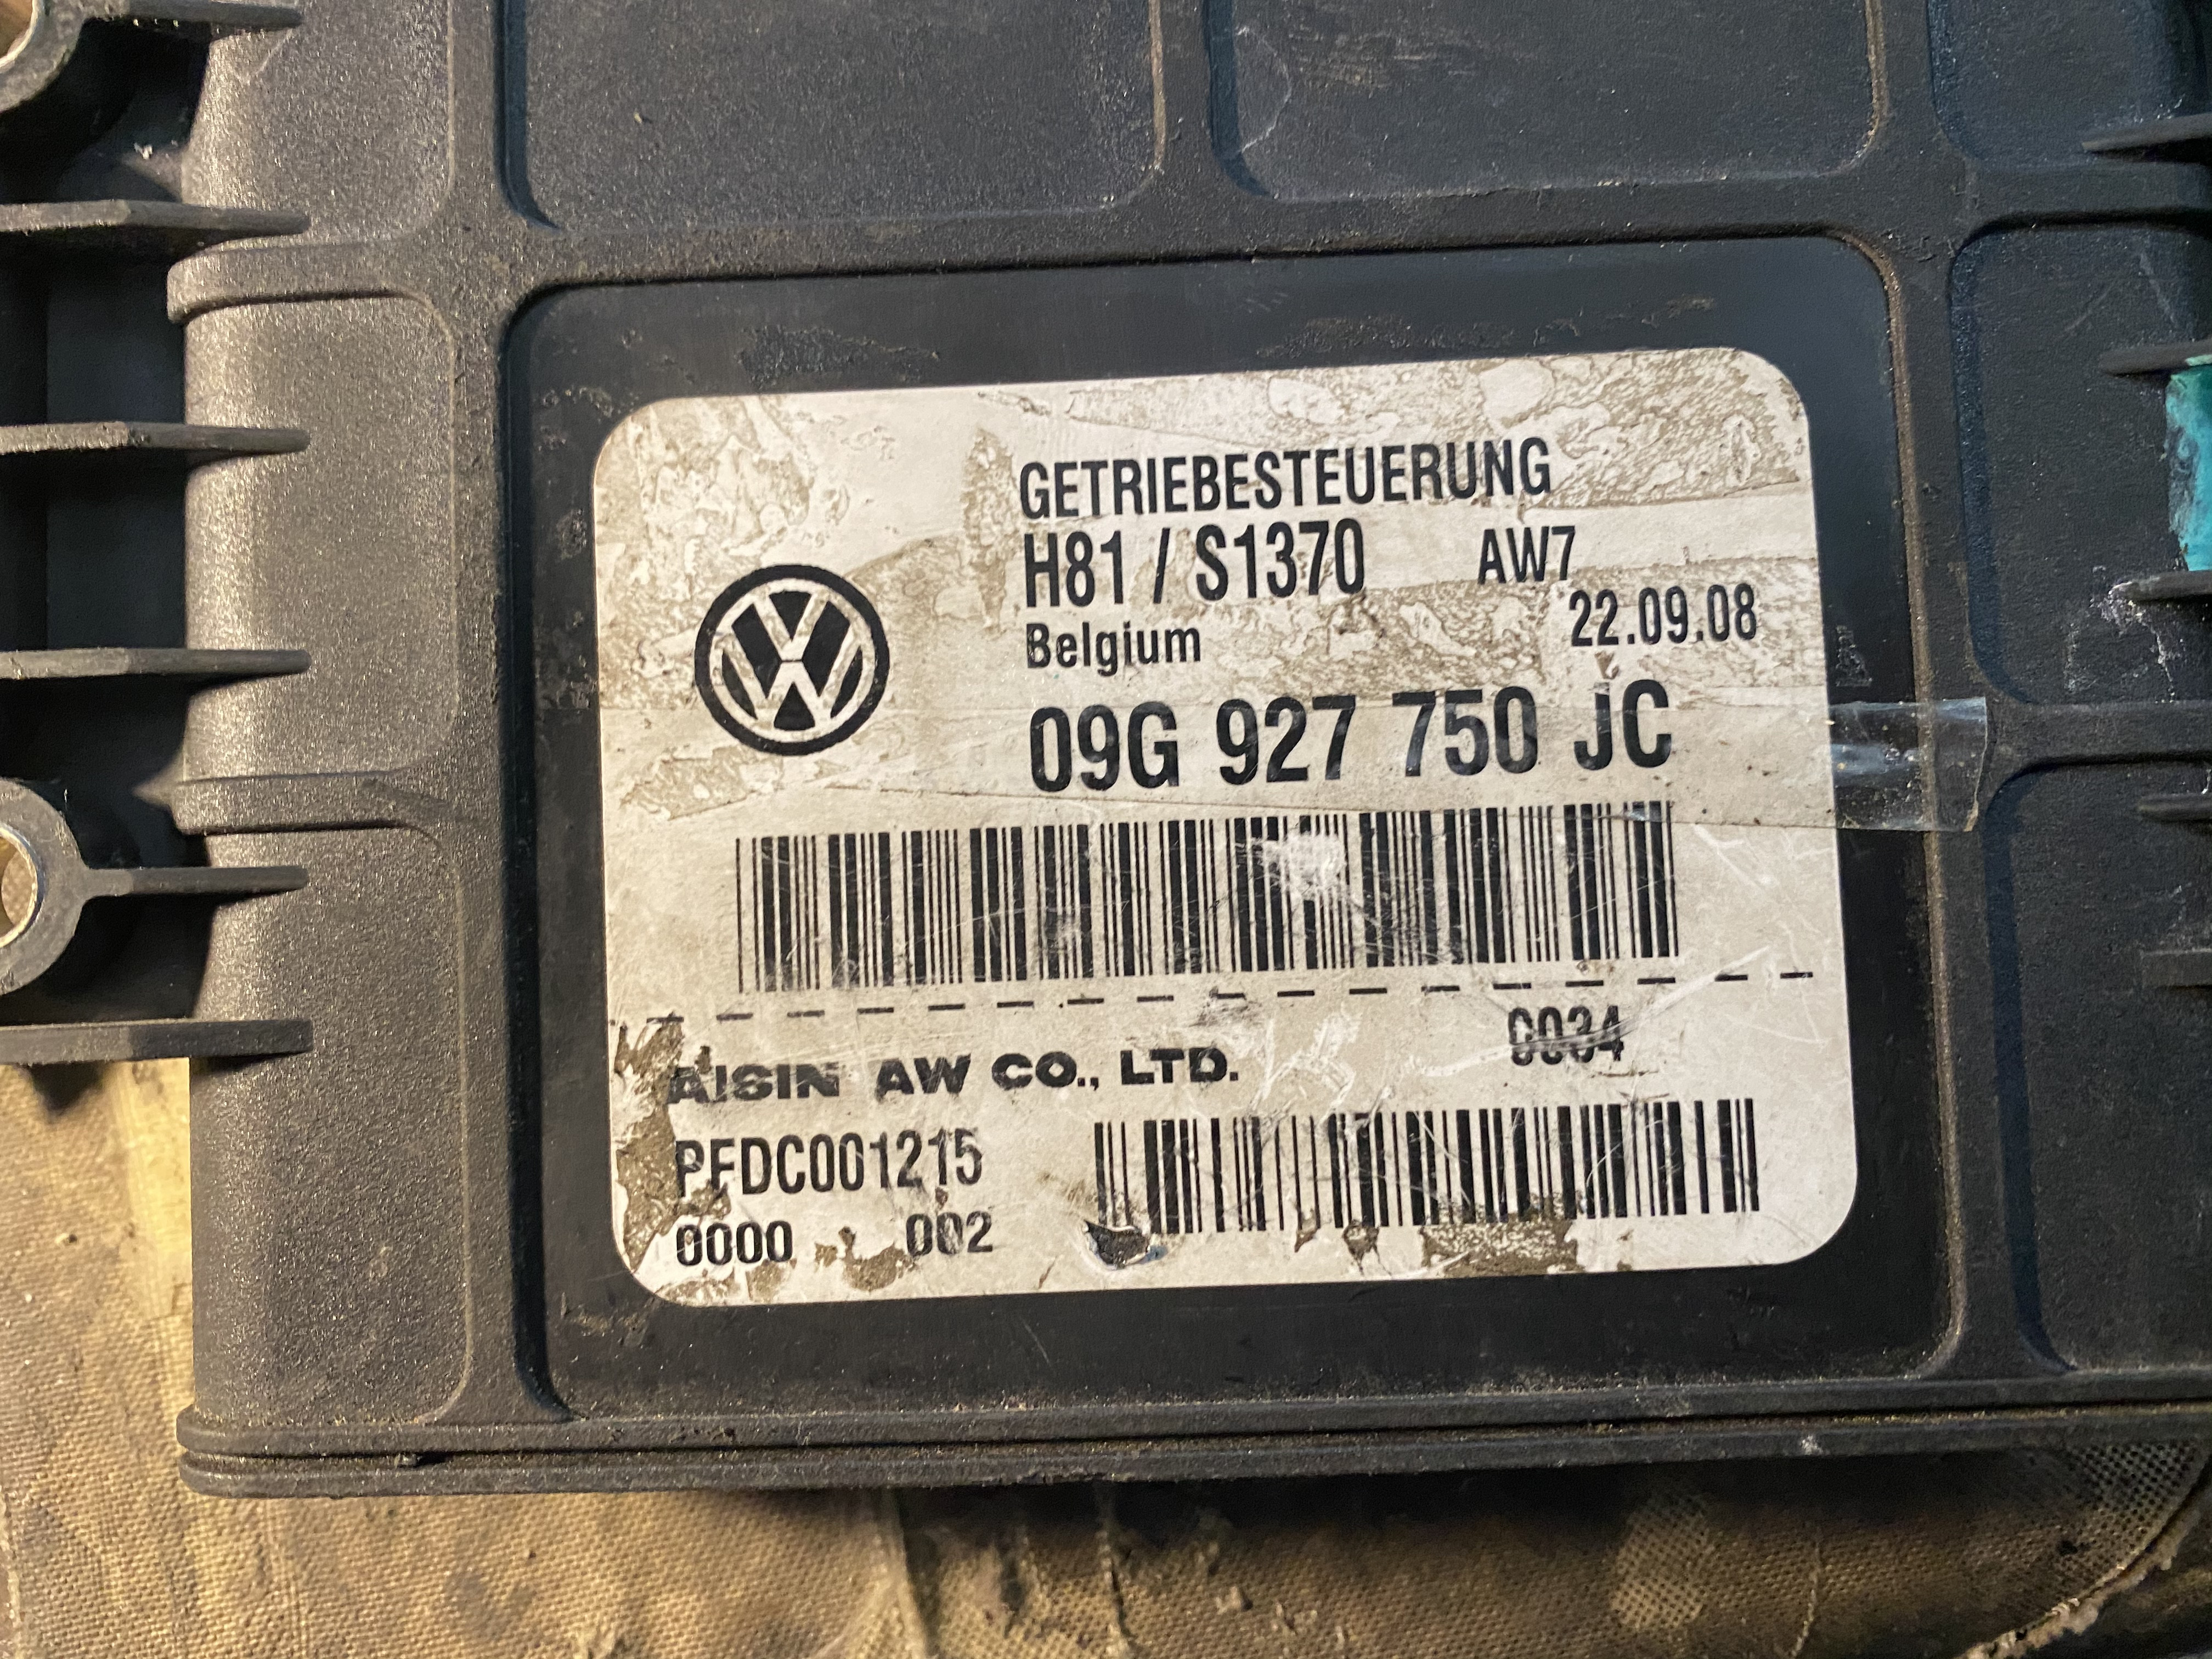 GETRIEBESTEUERUNG
H81 / S1370 AW7
Belgium 22.09.08
09G 927 750 JC
0034
AISIN AW CO., LTD.
PFDC001215
0000 002